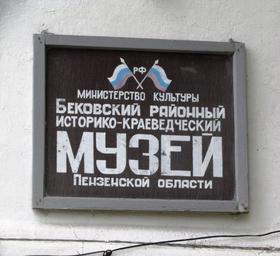 РФ
Министерство культуры
Бековский районный
историко-краеведческий
МУЗЕЙ
Пензенской области